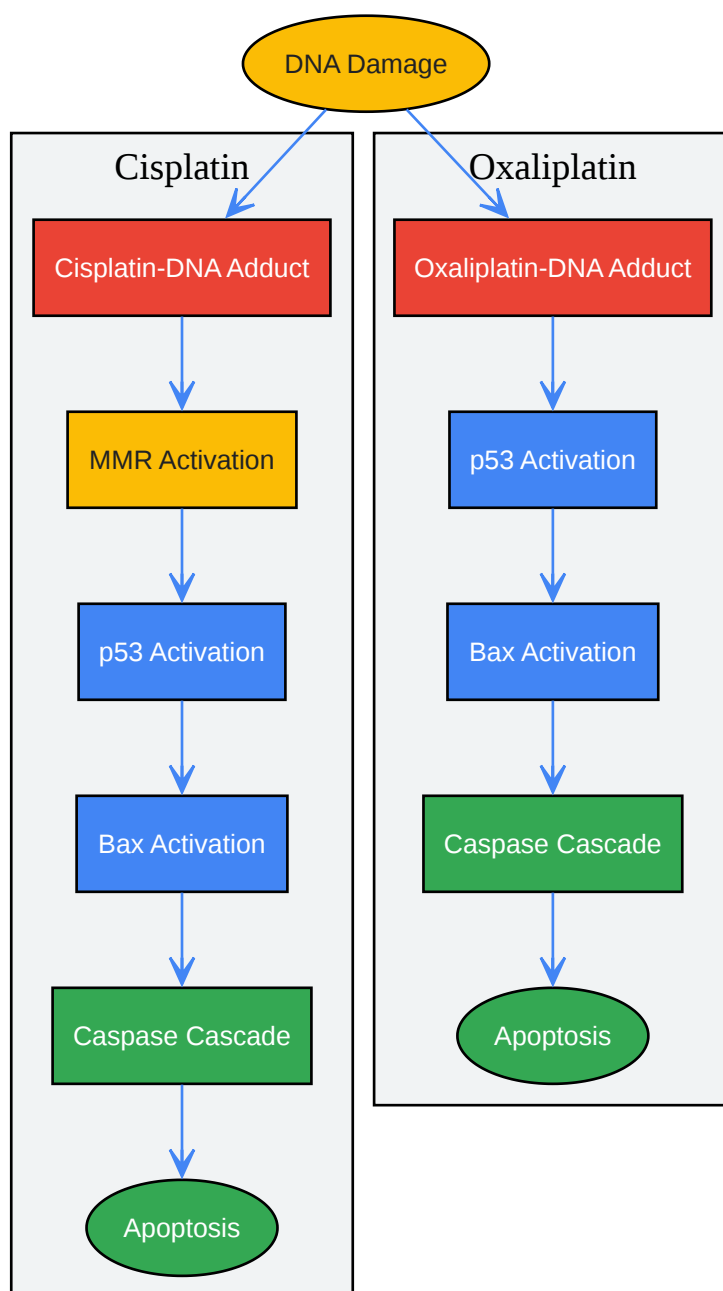 DNA Damage
Cisplatin
Cisplatin-DNA Adduct
MMR Activation
p53 Activation
Bax Activation
Caspase Cascade
Apoptosis
Oxaliplatin
Oxaliplatin-DNA Adduct
p53 Activation
Bax Activation
Caspase Cascade
Apoptosis